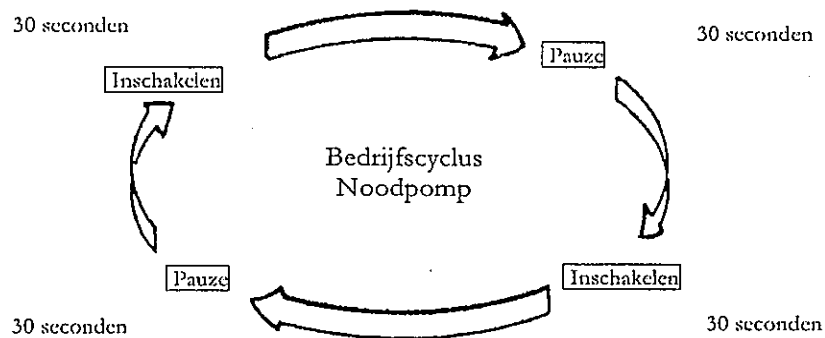 30 seconden
30 seconden
Inschakelen
Pauze
Bedrijfscyclus
Noodpomp
Pauze
Inschakelen
30 seconden
30 seconden